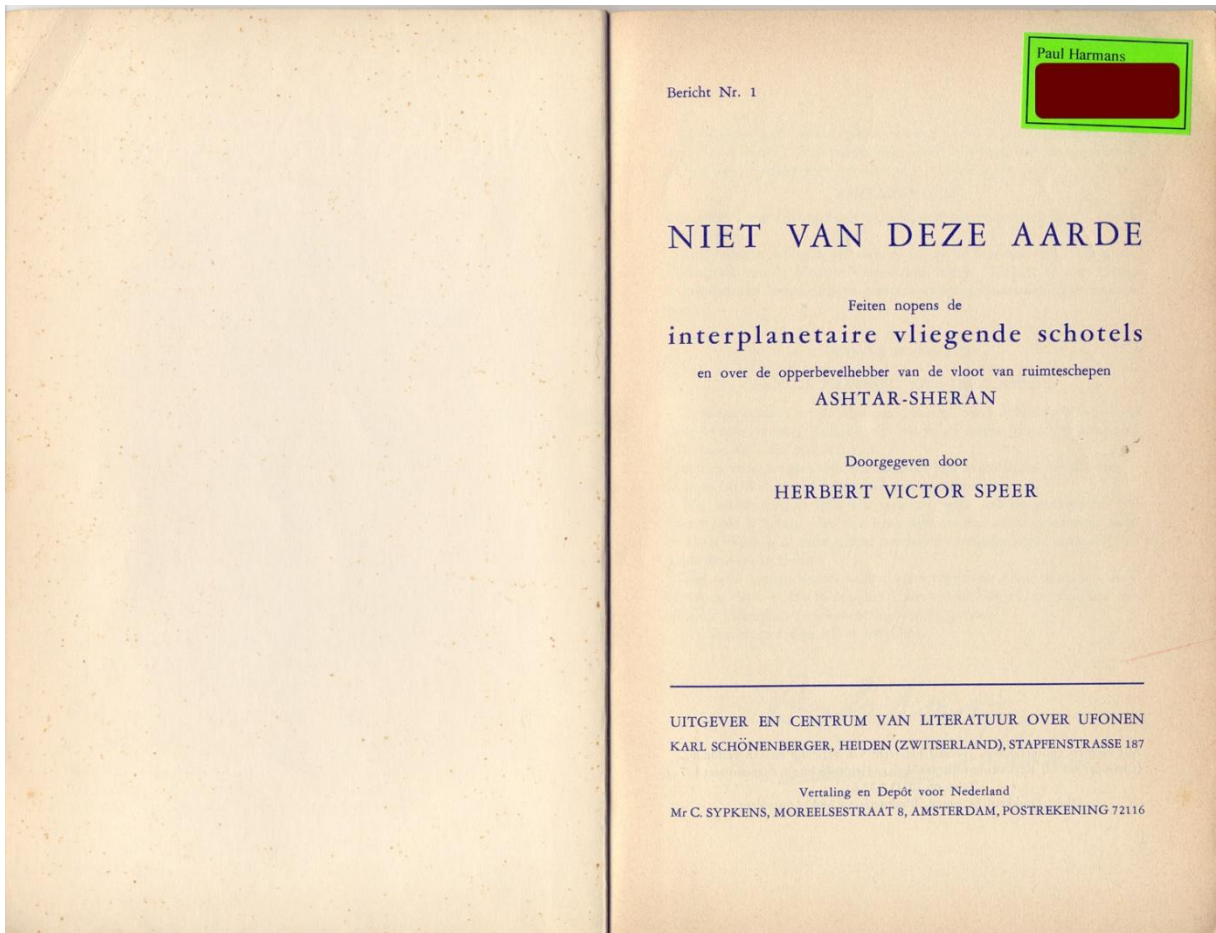 Paul Harmans
Bericht Nr. 1
NIET VAN DEZE AARDE
Feiten nopens de
interplanetaire vliegende schotels
en over de opperbevelhebber van de vloot van ruimteschepen
ASHTAR-SHERAN
Doorgegeven door
HERBERT VICTOR SPEER
UITGEVER EN CENTRUM VAN LITERATUUR OVER UFONEN
KARL SCHÖNENBERGER, HEIDEN (ZWITSERLAND), STAPFENSTRASSE 187
Vertaling en Depôt voor Nederland
Mr C. SYPKENS, MOREELSESTRAAT 8, AMSTERDAM, POSTREKENING 72116